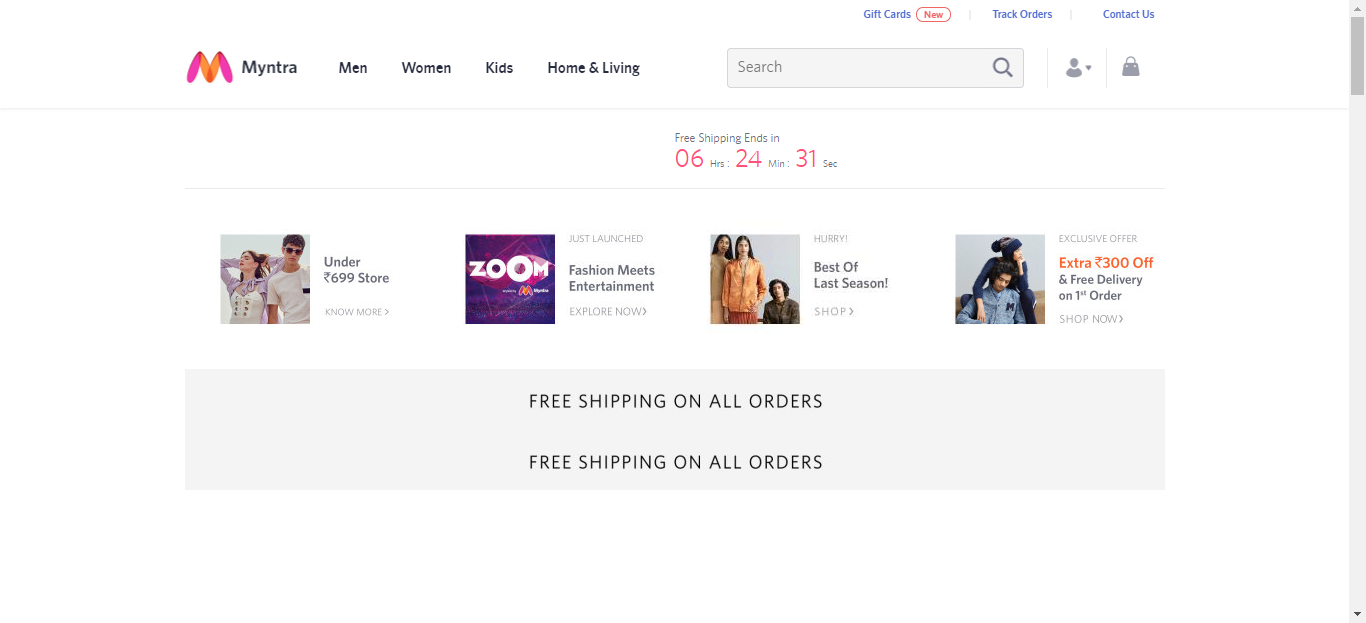 Gift Cards New Track Orders Contact Us
Myntra Men Women Kids Home & Living Search
Free Shipping Ends in
06 Hrs : 24 Min : 31 Sec
Under
₹699 Store
KNOW MORE >
ZOOM
Myntra
JUST LAUNCHED
Fashion Meets
Entertainment
EXPLORE NOW>
HURRY!
Best Of
Last Season!
SHOP >
EXCLUSIVE OFFER
Extra ₹300 Off
& Free Delivery
on 1st Order
SHOP NOW>
FREE SHIPPING ON ALL ORDERS
FREE SHIPPING ON ALL ORDERS